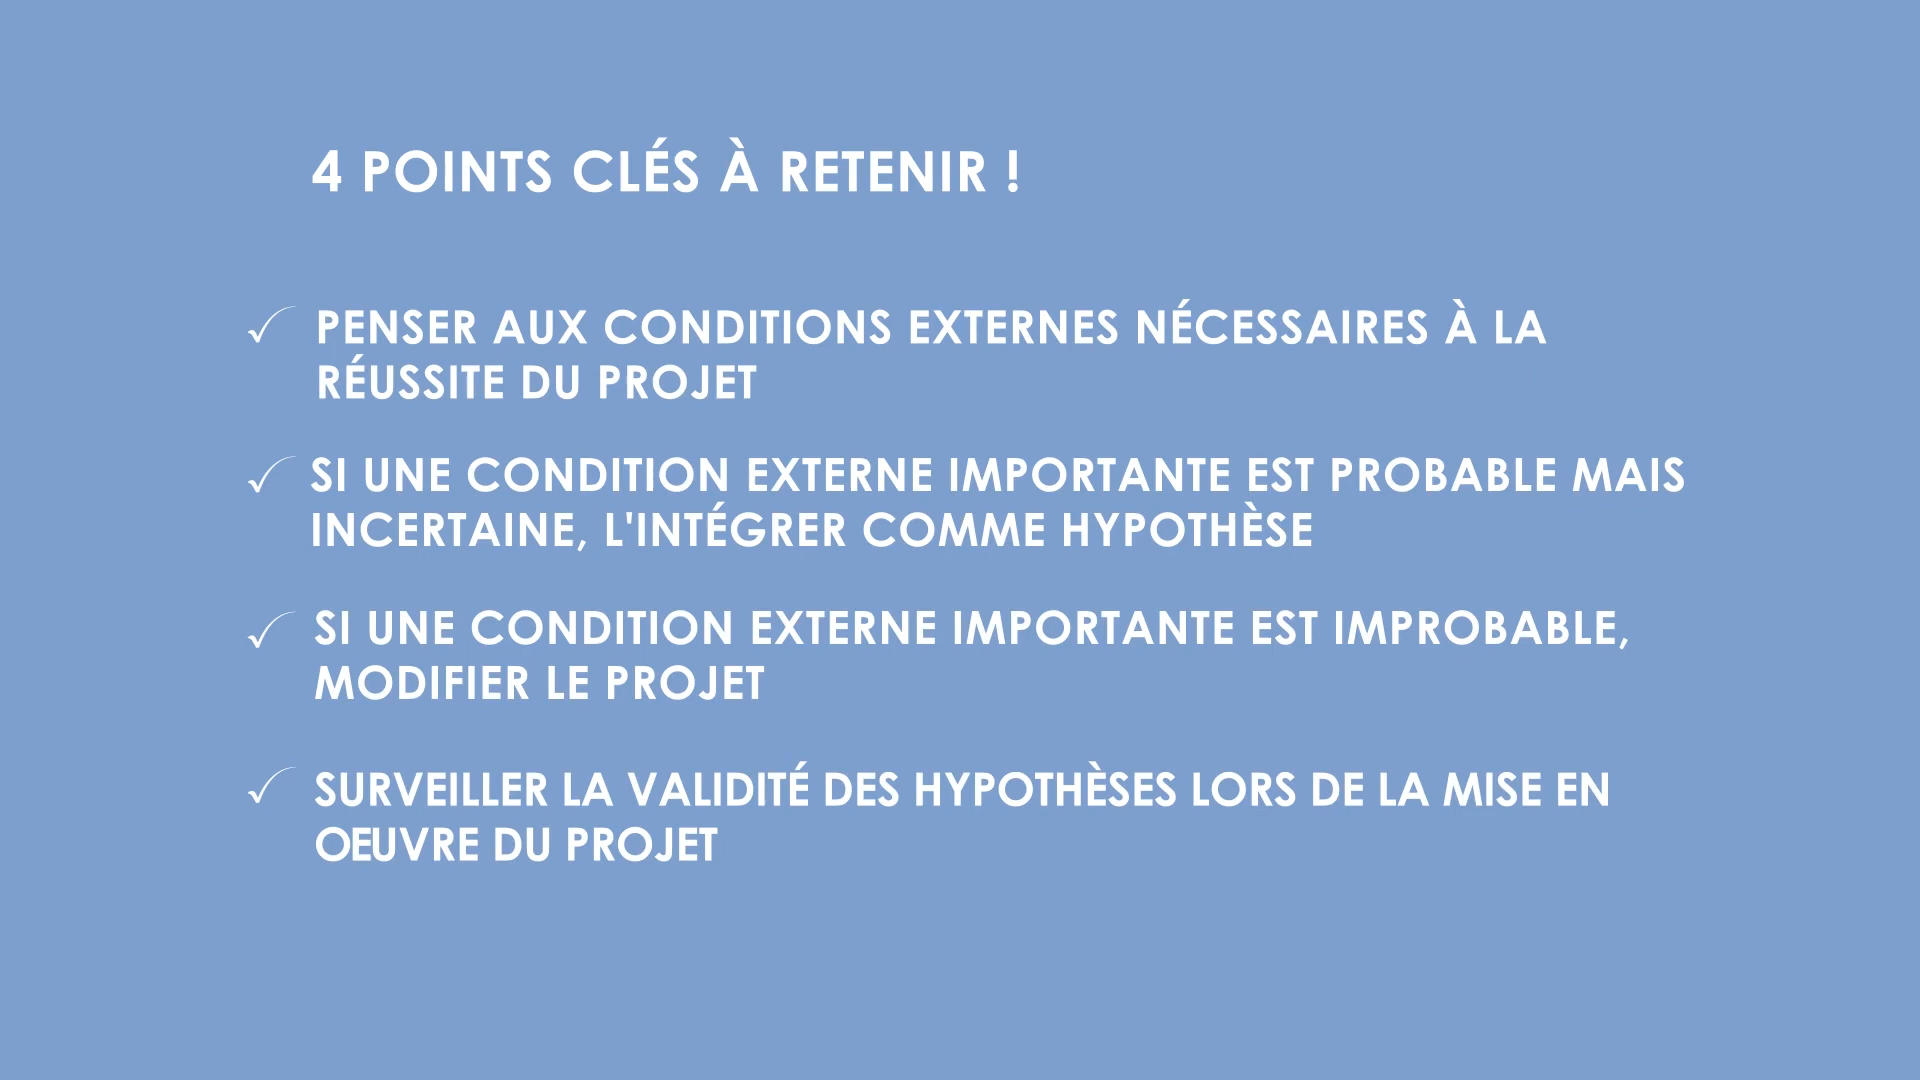 4 POINTS CLÉS À RETENIR !
PENSER AUX CONDITIONS EXTERNES NÉCESSAIRES À LA
RÉUSSITE DU PROJET
SI UNE CONDITION EXTERNE IMPORTANTE EST PROBABLE MAIS
INCERTAINE, L'INTÉGRER COMME HYPOTHÈSE
SI UNE CONDITION EXTERNE IMPORTANTE EST IMPROBABLE,
MODIFIER LE PROJET
SURVEILLER LA VALIDITÉ DES HYPOTHÈSES LORS DE LA MISE EN
OEUVRE DU PROJET